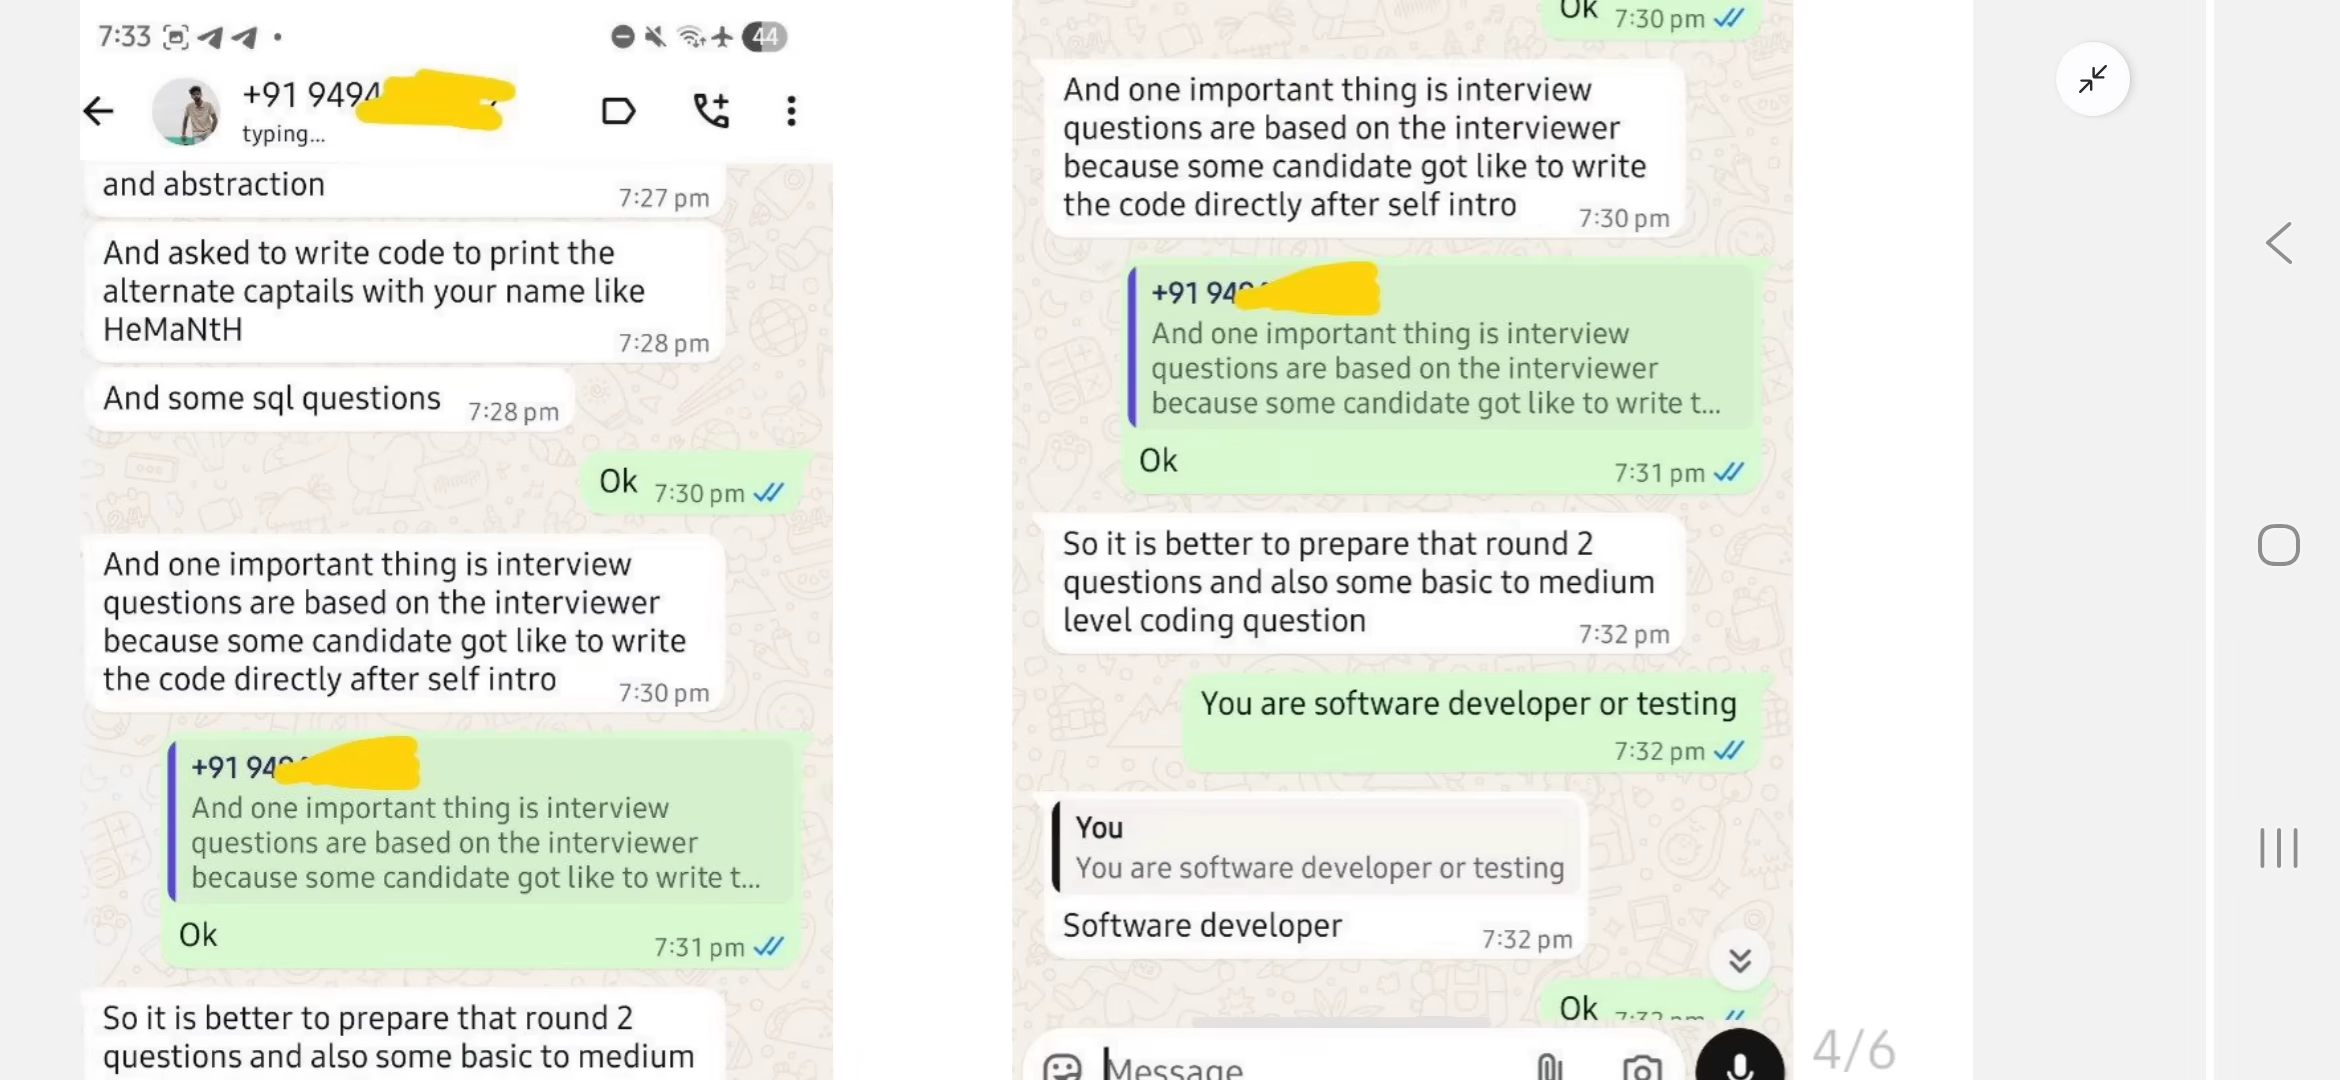 7:33
44
+91 9494
typing...
and abstraction
7:27 pm
And asked to write code to print the
alternate captails with your name like
HeMaNtH
7:28 pm
And some sql questions
7:28 pm
Ok
7:30 pm
And one important thing is interview
questions are based on the interviewer
because some candidate got like to write
the code directly after self intro
7:30 pm
+91 949
And one important thing is interview
questions are based on the interviewer
because some candidate got like to write t...
Ok
7:31 pm
So it is better to prepare that round 2
questions and also some basic to medium
Ok
7:30 pm
And one important thing is interview
questions are based on the interviewer
because some candidate got like to write
the code directly after self intro
7:30 pm
+91 949
And one important thing is interview
questions are based on the interviewer
because some candidate got like to write t...
Ok
7:31 pm
So it is better to prepare that round 2
questions and also some basic to medium
level coding question
7:32 pm
You are software developer or testing
7:32 pm
You
You are software developer or testing
Software developer
7:32 pm
Ok
7:32 pm
Message
4/6